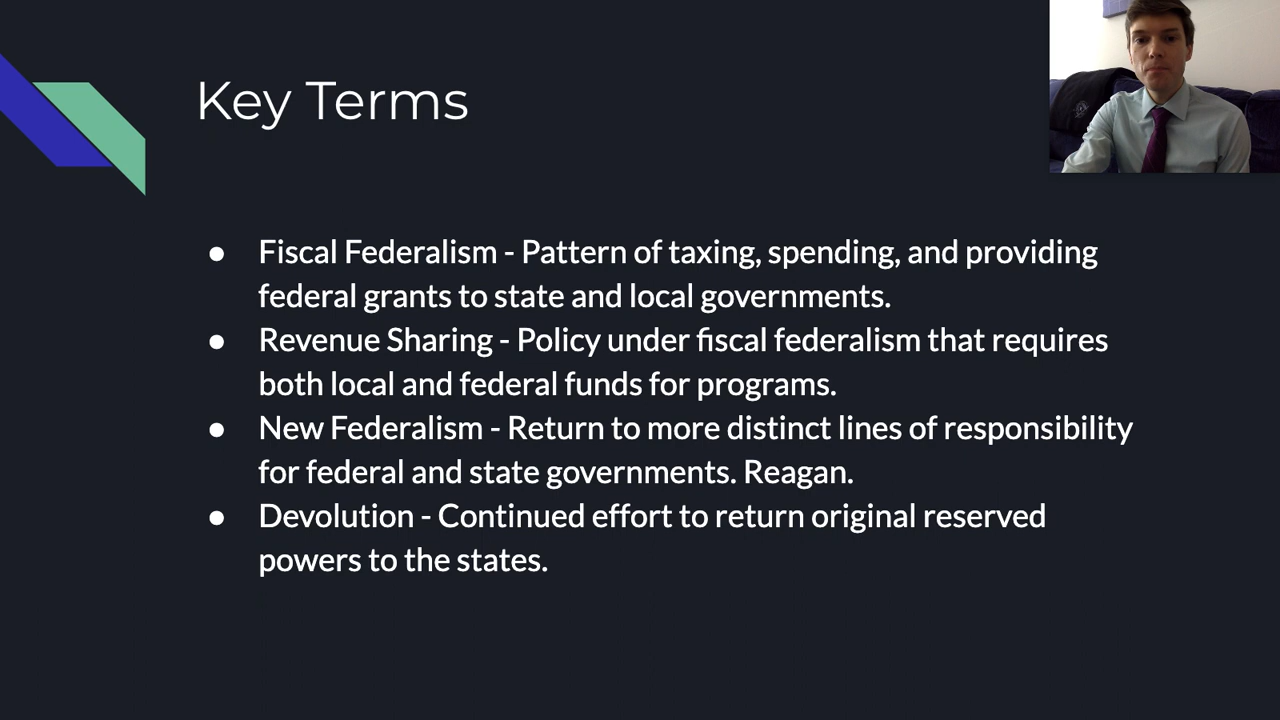 Key Terms
● Fiscal Federalism - Pattern of taxing, spending, and providing
federal grants to state and local governments.
● Revenue Sharing - Policy under fiscal federalism that requires
both local and federal funds for programs.
● New Federalism - Return to more distinct lines of responsibility
for federal and state governments. Reagan.
● Devolution - Continued effort to return original reserved
powers to the states.